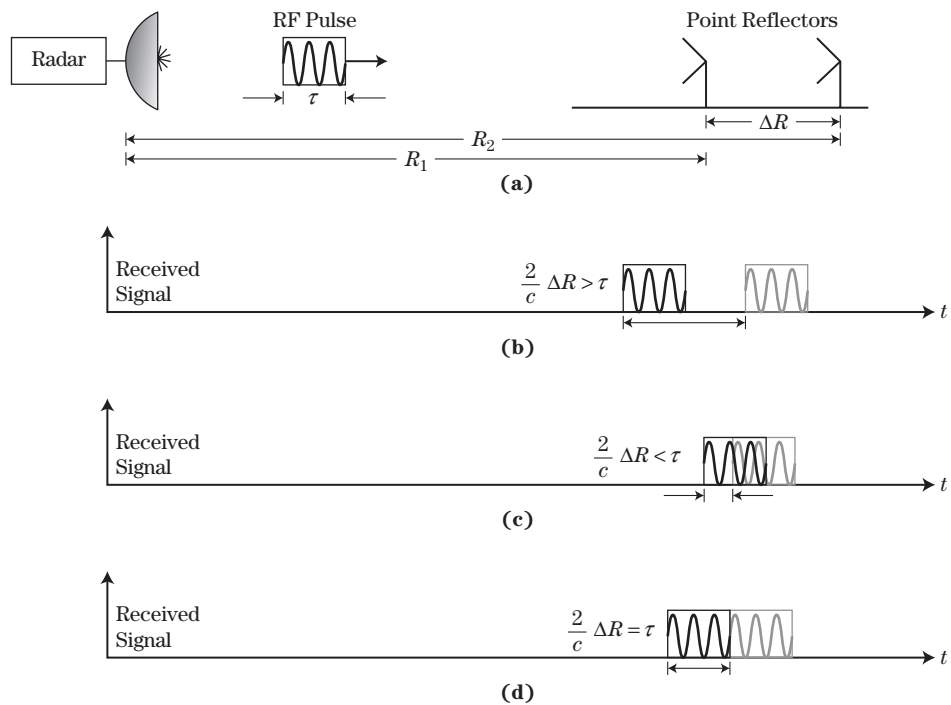 RF Pulse
Point Reflectors
Radar
τ
ΔR
R₂
R₁
(a)
Received
Signal
2/c ΔR > τ
t
(b)
Received
Signal
2/c ΔR < τ
t
(c)
Received
Signal
2/c ΔR = τ
t
(d)